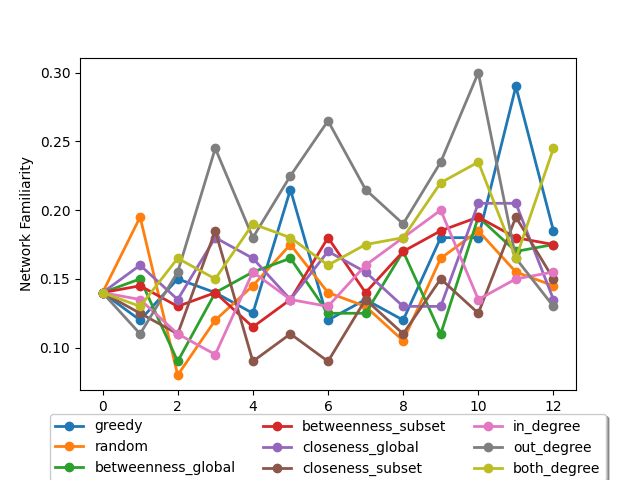 Network Familiarity
0.30
0.25
0.20
0.15
0.10
0 2 4 6 8 10 12
greedy betweenness_subset in_degree
random closeness_global out_degree
betweenness_global closeness_subset both_degree